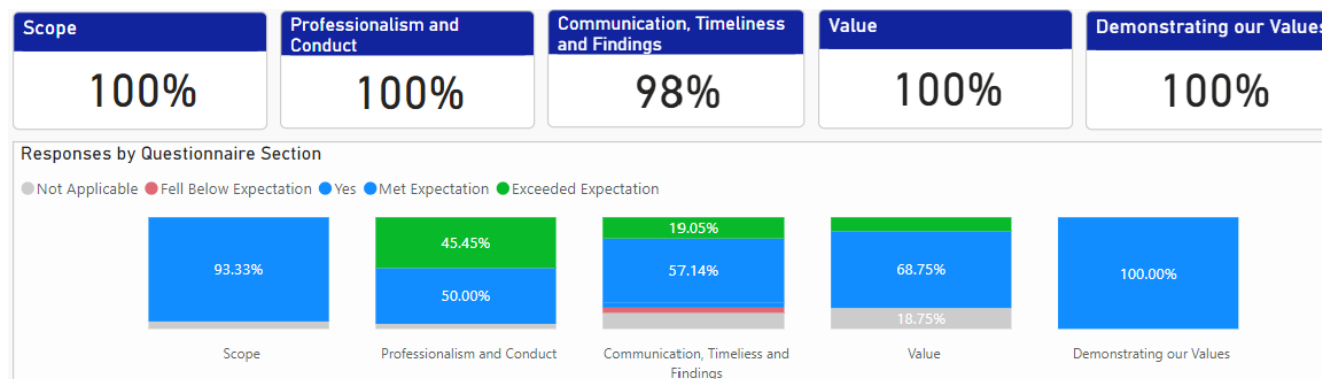 Scope
Professionalism and
Conduct
Communication, Timeliness
and Findings
Value
Demonstrating our Values
100%
100%
98%
100%
100%
Responses by Questionnaire Section
Not Applicable Fell Below Expectation Yes Met Expectation Exceeded Expectation
93.33%
45.45%
50.00%
19.05%
57.14%
68.75%
18.75%
100.00%
Scope
Professionalism and Conduct
Communication, Timeliess and
Findings
Value
Demonstrating our Values